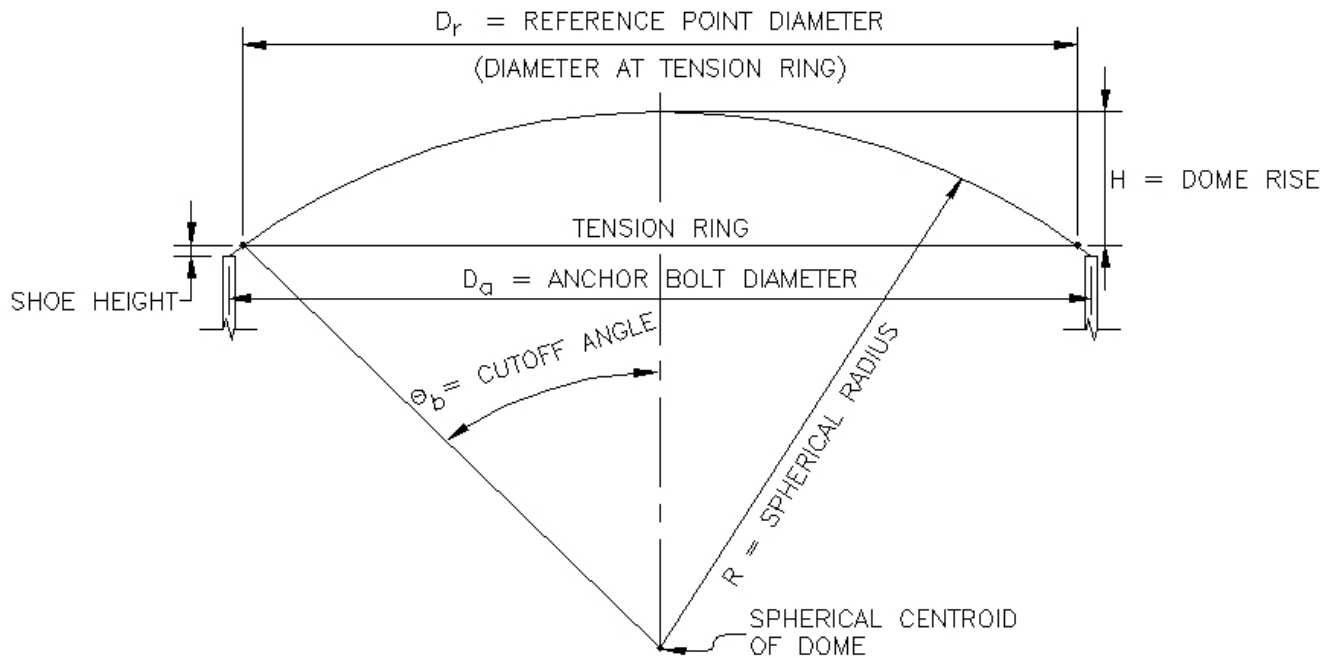 Dr = REFERENCE POINT DIAMETER
(DIAMETER AT TENSION RING)
H = DOME RISE
TENSION RING
Da = ANCHOR BOLT DIAMETER
SHOE HEIGHT
Θb = CUTOFF ANGLE
R = SPHERICAL RADIUS
SPHERICAL CENTROID
OF DOME